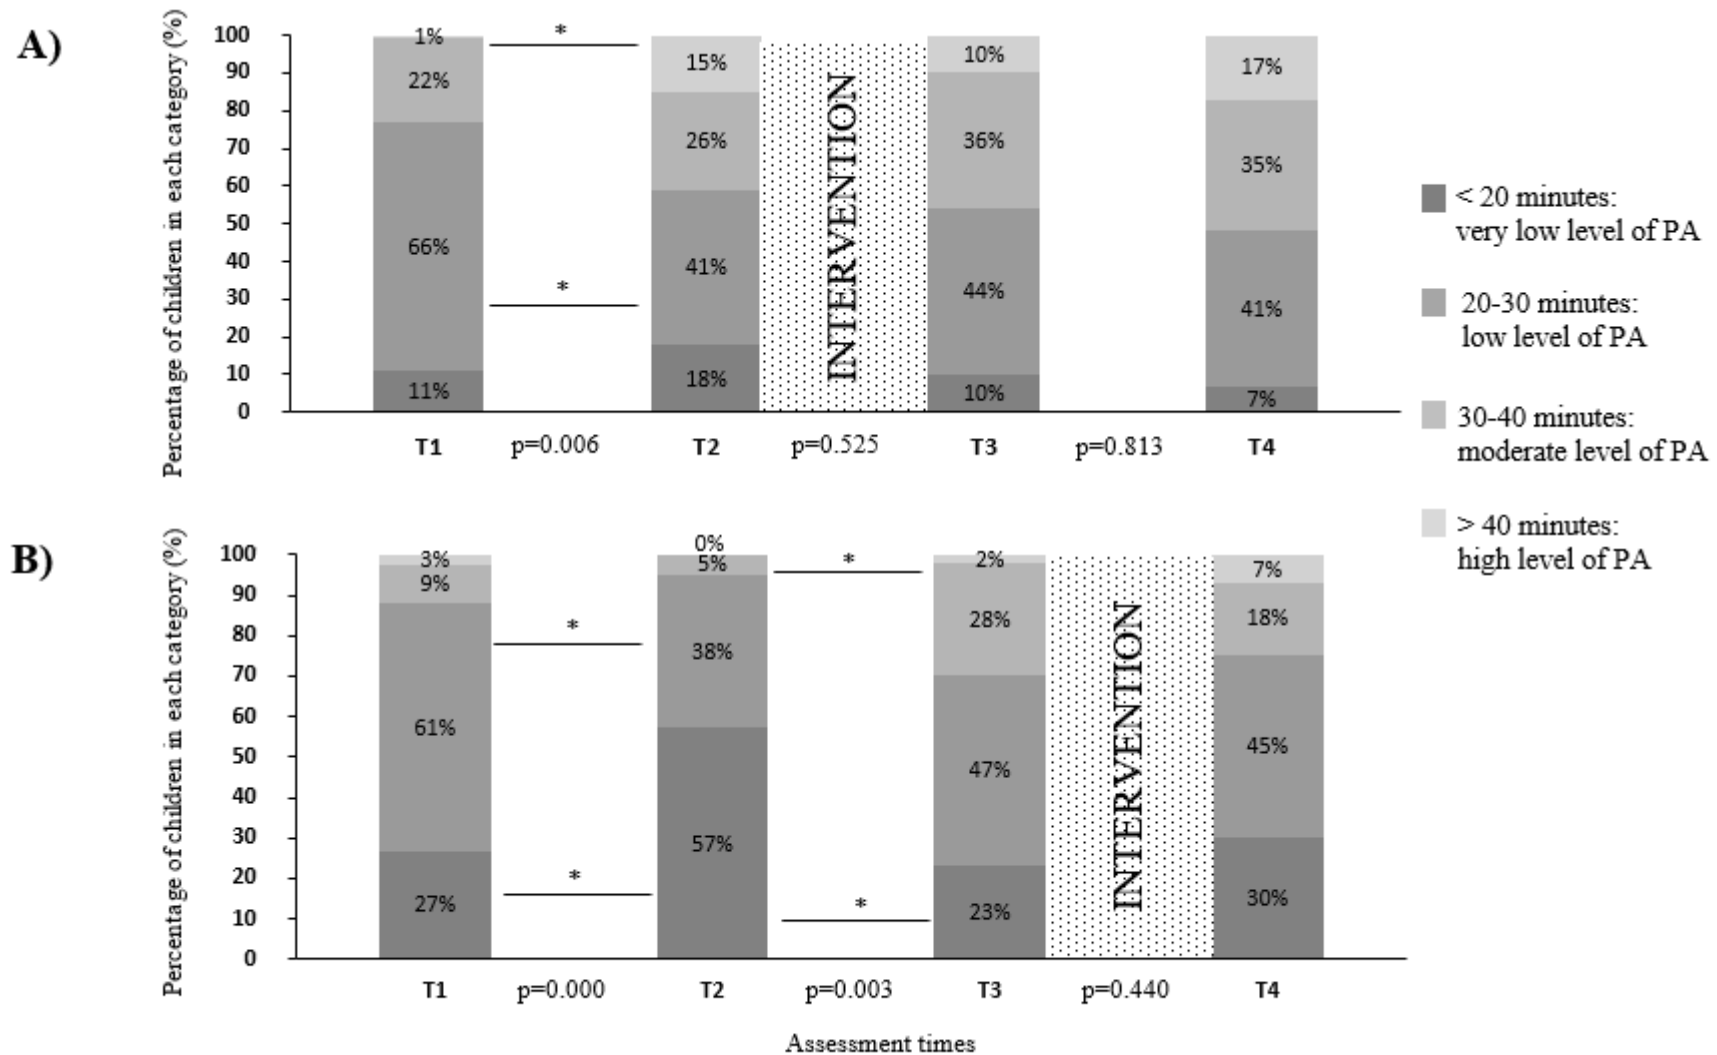 A)
Percentage of children in each category (%)
100
90
80
70
60
50
40
30
20
10
0
1%
22%
66%
11%
*
*
15%
26%
41%
18%
INTERVENTION
10%
36%
44%
10%
17%
35%
41%
7%
T1
p=0.006
T2
p=0.525
T3
p=0.813
T4
< 20 minutes:
very low level of PA
20-30 minutes:
low level of PA
30-40 minutes:
moderate level of PA
> 40 minutes:
high level of PA
B)
Percentage of children in each category (%)
100
90
80
70
60
50
40
30
20
10
0
3%
9%
61%
27%
*
*
0%
5%
38%
57%
*
*
2%
28%
47%
23%
INTERVENTION
7%
18%
45%
30%
T1
p=0.000
T2
p=0.003
T3
p=0.440
T4
Assessment times